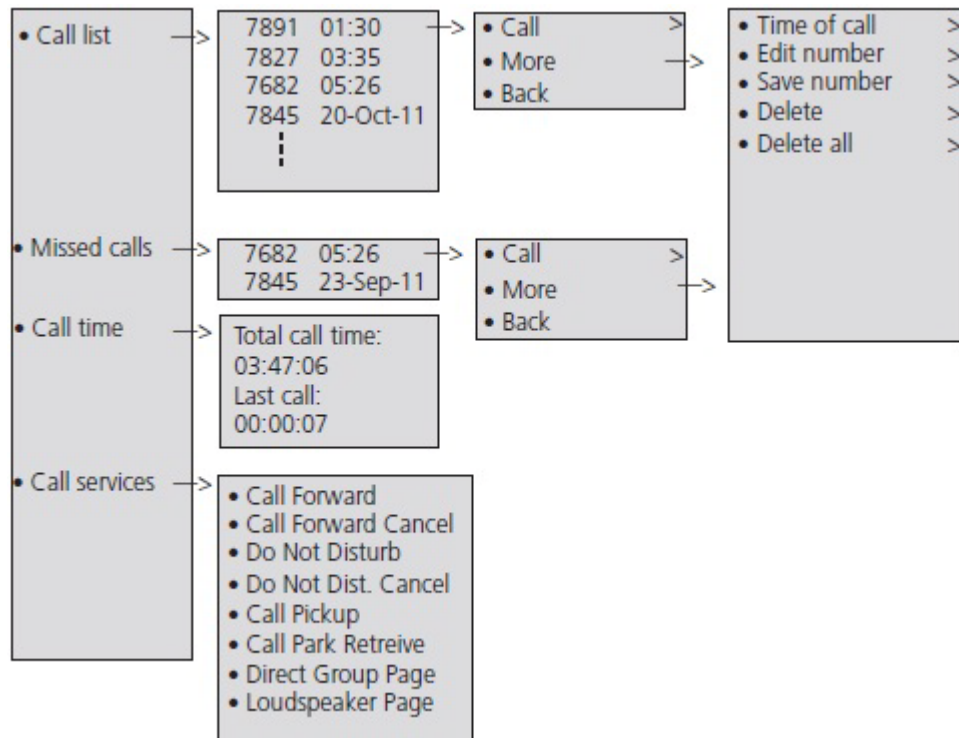 • Call list
7891 01:30
7827 03:35
7682 05:26
7845 20-Oct-11
• Call >
• More
• Back
• Time of call >
• Edit number >
• Save number >
• Delete >
• Delete all >
• Missed calls
7682 05:26
7845 23-Sep-11
• Call >
• More
• Back
• Call time
Total call time:
03:47:06
Last call:
00:00:07
• Call services
• Call Forward
• Call Forward Cancel
• Do Not Disturb
• Do Not Dist. Cancel
• Call Pickup
• Call Park Retreive
• Direct Group Page
• Loudspeaker Page